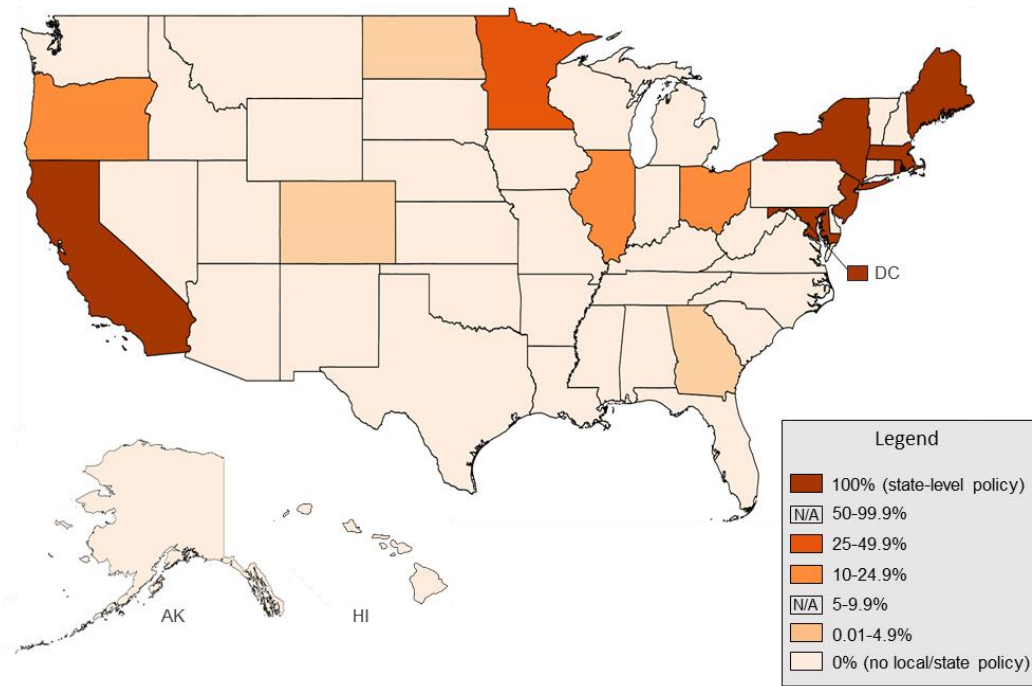 DC
AK
HI
Legend
100% (state-level policy)
N/A 50-99.9%
25-49.9%
10-24.9%
N/A 5-9.9%
0.01-4.9%
0% (no local/state policy)